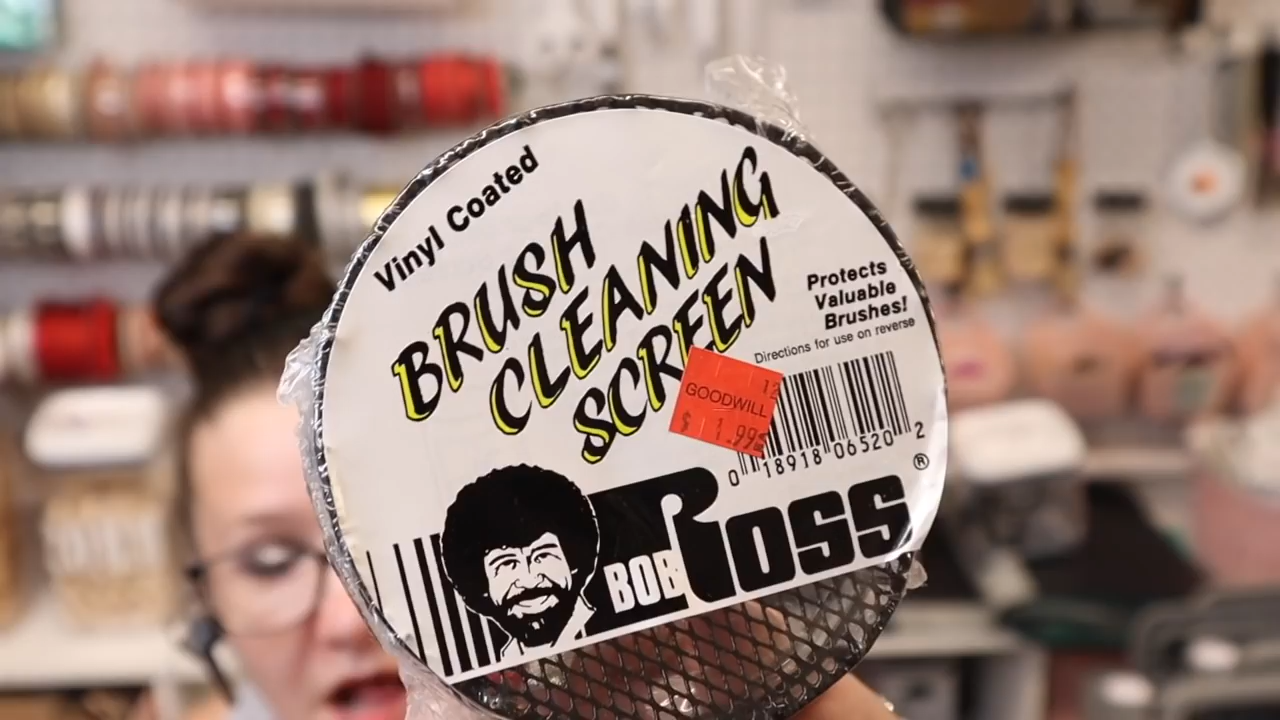 Vinyl Coated
BRUSH
CLEANING
SCREEN
Protects
Valuable
Brushes!
Directions for use on reverse
12
GOODWILL
$ 1.99
0 18918 06520 2
BOB ROSS®